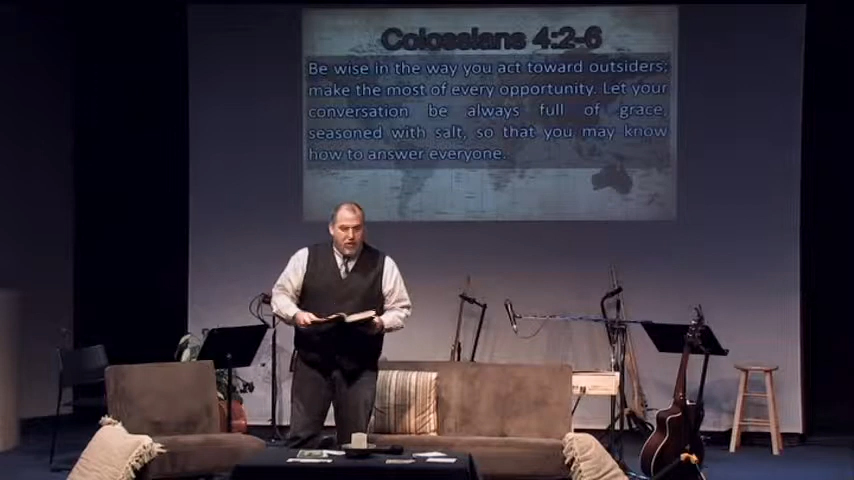 Colossians 4:2-6
Be wise in the way you act toward outsiders;
make the most of every opportunity. Let your
conversation be always full of grace,
seasoned with salt, so that you may know
how to answer everyone.